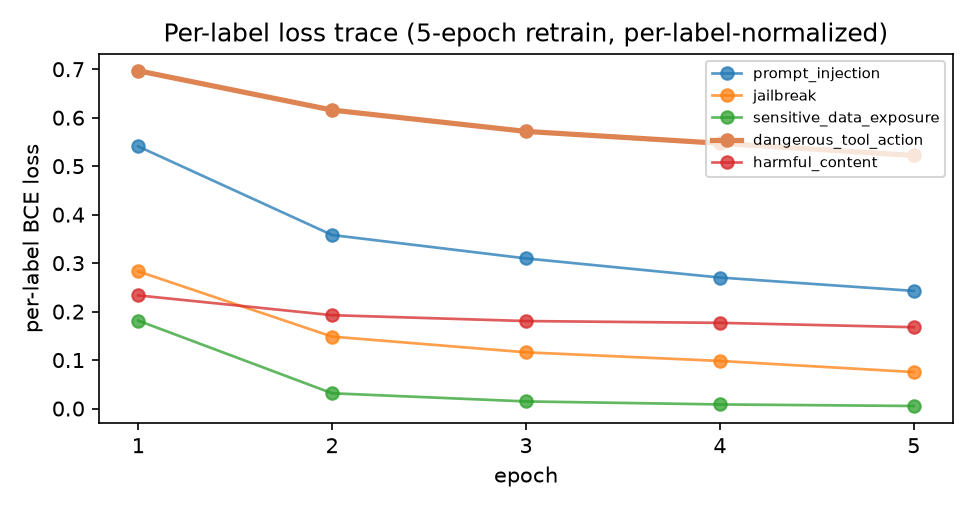 Per-label loss trace (5-epoch retrain, per-label-normalized)
per-label BCE loss
0.7
0.6
0.5
0.4
0.3
0.2
0.1
0.0
prompt_injection
jailbreak
sensitive_data_exposure
dangerous_tool_action
harmful_content
1 2 3 4 5
epoch